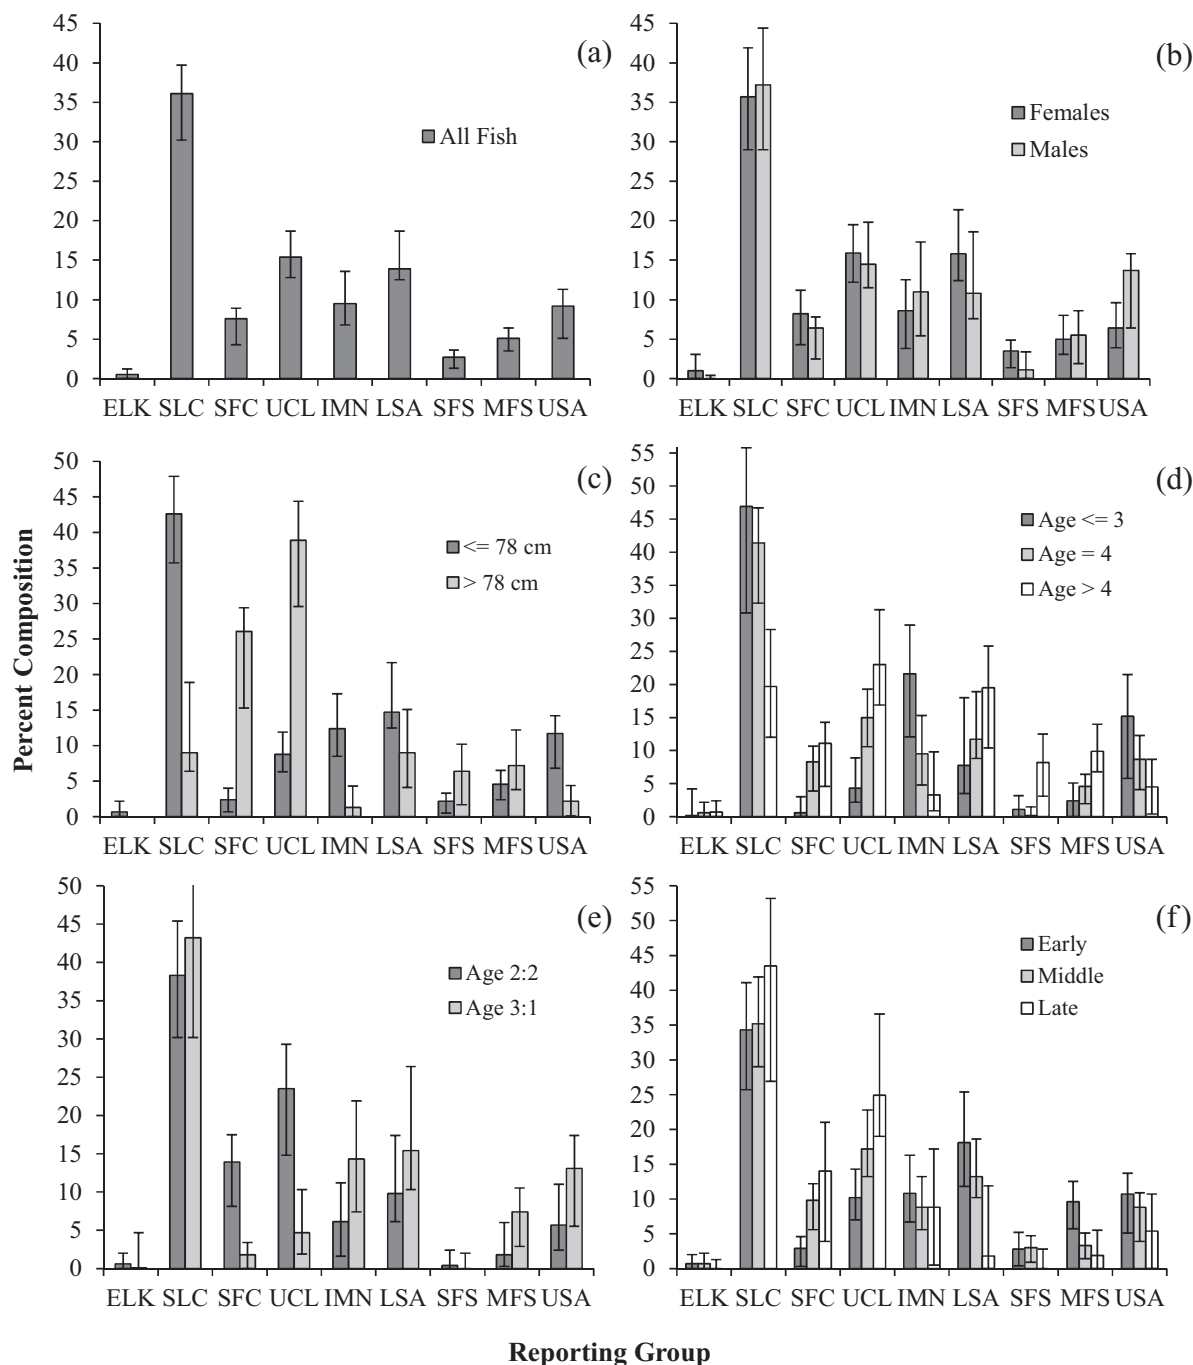 45
40
35
30
25
20
15
10
5
0
(a)
All Fish
ELK SLC SFC UCL IMN LSA SFS MFS USA
45
40
35
30
25
20
15
10
5
0
(b)
Females
Males
ELK SLC SFC UCL IMN LSA SFS MFS USA
Percent Composition
50
45
40
35
30
25
20
15
10
5
0
(c)
<= 78 cm
> 78 cm
ELK SLC SFC UCL IMN LSA SFS MFS USA
55
50
45
40
35
30
25
20
15
10
5
0
(d)
Age <= 3
Age = 4
Age > 4
ELK SLC SFC UCL IMN LSA SFS MFS USA
50
45
40
35
30
25
20
15
10
5
0
(e)
Age 2:2
Age 3:1
ELK SLC SFC UCL IMN LSA SFS MFS USA
55
50
45
40
35
30
25
20
15
10
5
0
(f)
Early
Middle
Late
ELK SLC SFC UCL IMN LSA SFS MFS USA
Reporting Group